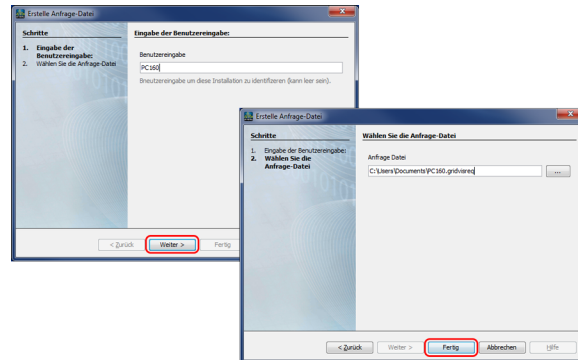 Erstelle Anfrage-Datei
Schritte
1. Eingabe der
Benutzereingabe:
2. Wählen Sie die Anfrage-Datei
Eingabe der Benutzereingabe:
Benutzereingabe
PC160
Bneutzereingabe um diese Installation zu identifizeren (kann leer sein).
< Zurück
Weiter >
Fertig
Erstelle Anfrage-Datei
Schritte
1. Eingabe der Benutzereingabe:
2. Wählen Sie die
Anfrage-Datei
Wählen Sie die Anfrage-Datei
Anfrage Datei
C:\Users\Documents\PC160.gridvisreq
...
< Zurück
Weiter >
Fertig
Abbrechen
Hilfe